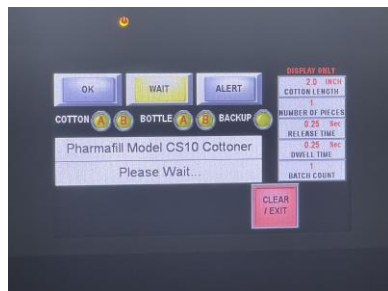 DISPLAY ONLY
OK WAIT ALERT
2.0 INCH
COTTON LENGTH
1
NUMBER OF PIECES
COTTON A B BOTTLE A B BACKUP
0.25 Sec
RELEASE TIME
Pharmafill Model CS10 Cottoner
0.25 Sec
DWELL TIME
Please Wait...
1
BATCH COUNT
CLEAR
/ EXIT